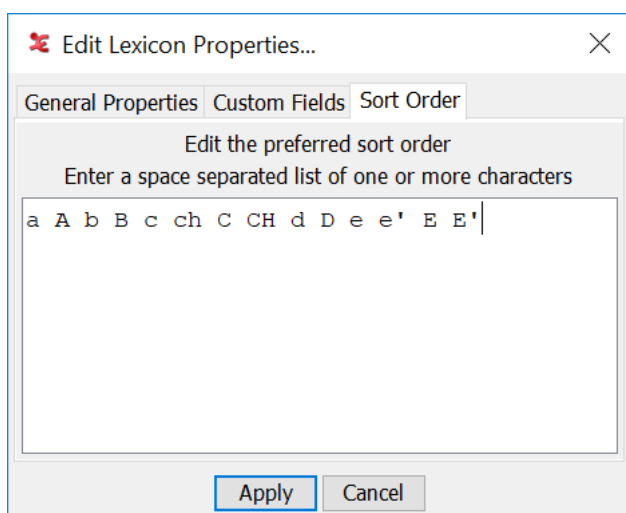 Edit Lexicon Properties...
General Properties Custom Fields Sort Order
Edit the preferred sort order
Enter a space separated list of one or more characters
a A b B c ch C CH d D e e' E E'
Apply Cancel